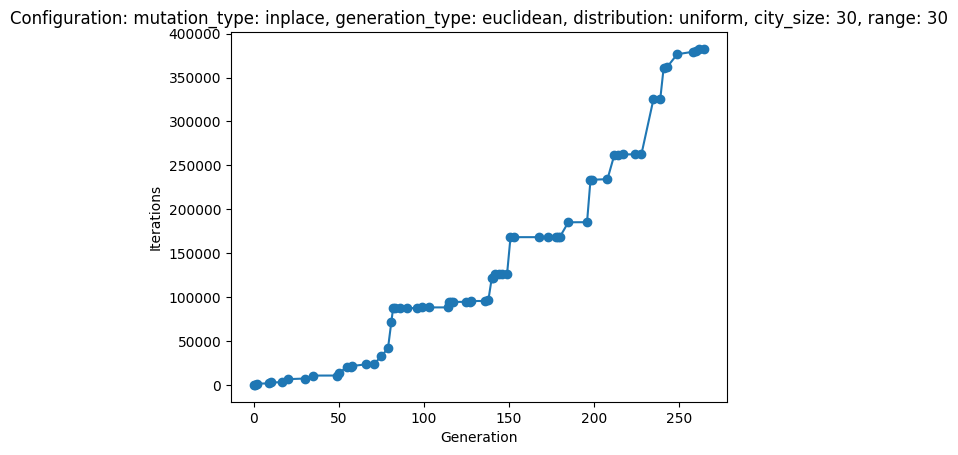 Configuration: mutation_type: inplace, generation_type: euclidean, distribution: uniform, city_size: 30, range: 30
400000
350000
300000
250000
200000
150000
100000
50000
0
Iterations
0 50 100 150 200 250
Generation